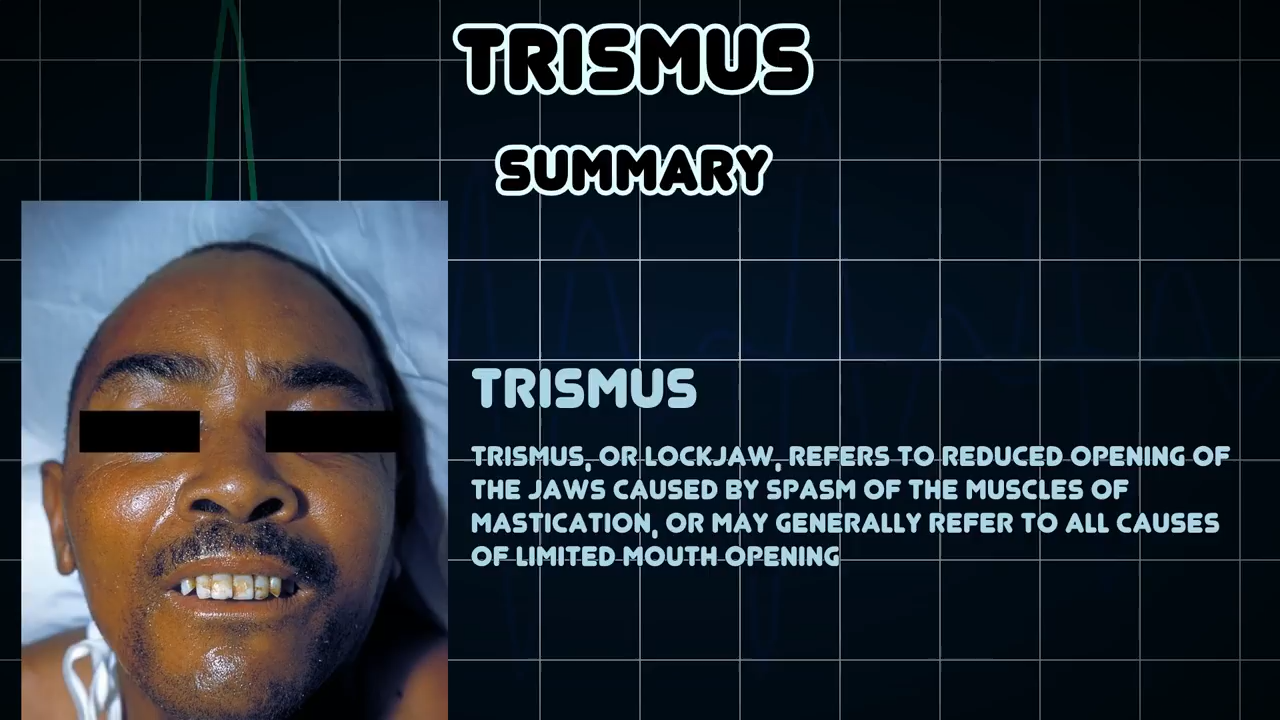 TRISMUS
SUMMARY
TRISMUS
TRISMUS, OR LOCKJAW, REFERS TO REDUCED OPENING OF
THE JAWS CAUSED BY SPASM OF THE MUSCLES OF
MASTICATION, OR MAY GENERALLY REFER TO ALL CAUSES
OF LIMITED MOUTH OPENING